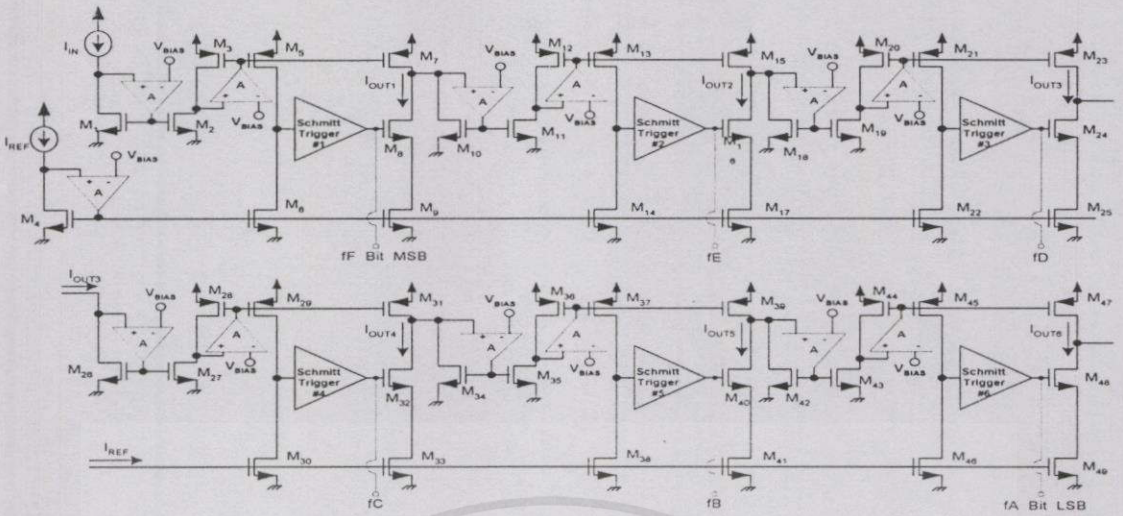 I_IN
V_BIAS
M_3
M_5
M_7
V_BIAS
M_12
M_13
M_15
V_BIAS
M_20
M_21
M_23
A
A
I_OUT1
A
A
I_OUT2
A
A
I_OUT3
M_1
M_2
V_BIAS
Schmitt Trigger #1
M_8
M_10
M_11
V_BIAS
Schmitt Trigger #2
M_16
M_18
M_19
V_BIAS
Schmitt Trigger #3
M_24
I_REF
V_BIAS
A
M_4
M_6
M_9
M_14
M_17
M_22
M_25
fF Bit MSB
fE
fD
I_OUT3
V_BIAS
M_28
M_29
M_31
V_BIAS
M_36
M_37
M_39
V_BIAS
M_44
M_45
M_47
A
A
I_OUT4
A
A
I_OUT5
A
A
I_OUT6
M_26
M_27
V_BIAS
Schmitt Trigger #4
M_32
M_34
M_35
V_BIAS
Schmitt Trigger #5
M_40
M_42
M_43
V_BIAS
Schmitt Trigger #6
M_48
I_REF
M_30
M_33
M_38
M_41
M_46
M_49
fC
fB
fA Bit LSB